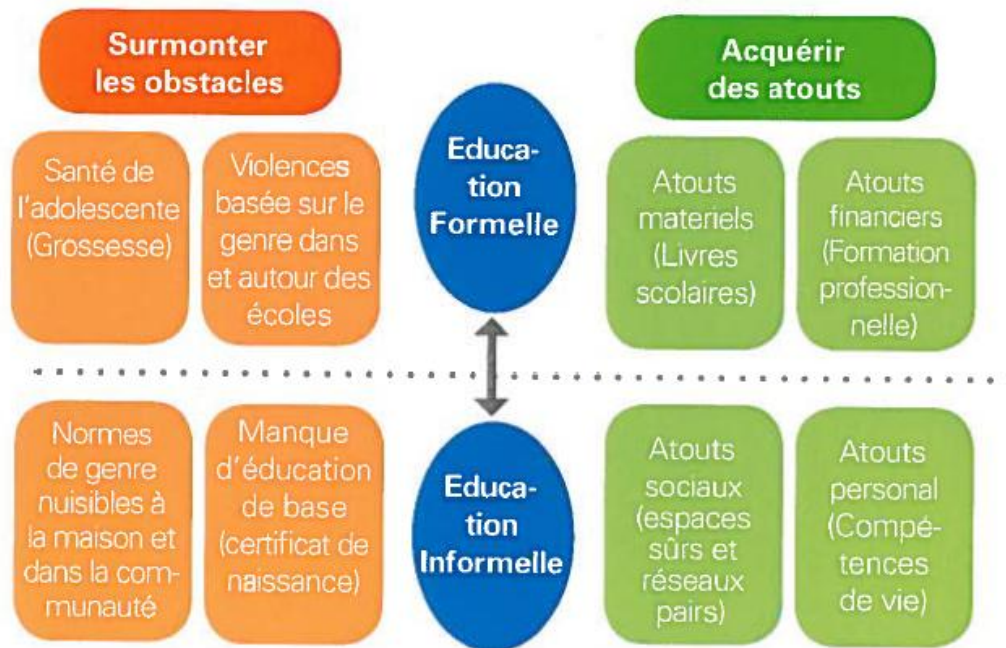 Surmonter
les obstacles
Acquérir
des atouts
Santé de
l'adolescente
(Grossesse)
Violences
basée sur le
genre dans
et autour des
écoles
Educa-
tion
Formelle
Atouts
materiels
(Livres
scolaires)
Atouts
financiers
(Formation
profession-
nelle)
Normes
de genre
nuisibles à
la maison et
dans la com-
munauté
Manque
d'éducation
de base
(certificat de
naissance)
Educa-
tion
Informelle
Atouts
sociaux
(espaces
sûrs et
réseaux
pairs)
Atouts
personal
(Compé-
tences
de vie)